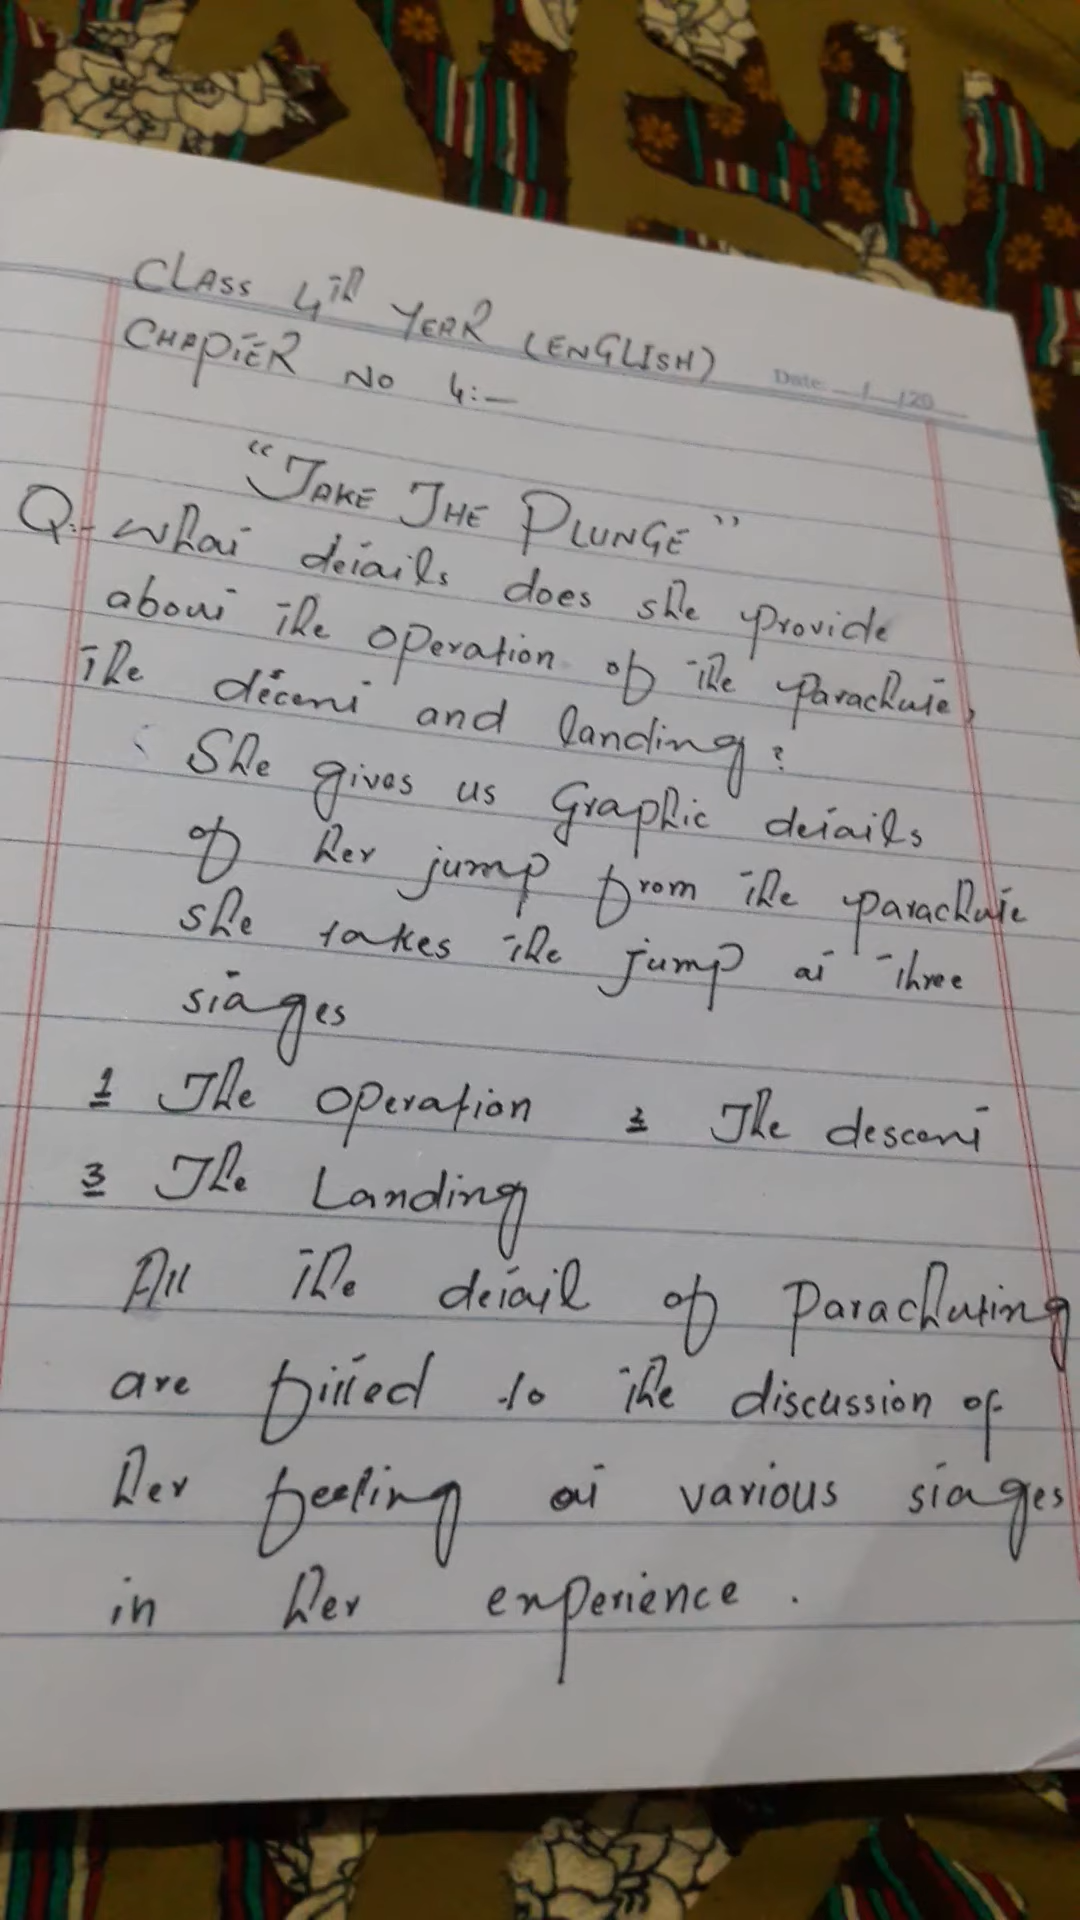 CLASS 4th YEAR (ENGLISH)
CHAPTER NO 4:-
Date: __/__/20__
"TAKE THE PLUNGE"
Q:- What details does she provide
about the operation of the parachute,
the decent and landing?
She gives us Graphic details
of her jump from the parachute
she takes the jump at three
stages
1 The operation 2 The descent
3 The Landing
All the detail of Parachuting
are fitted to the discussion of
her feeling at various stages
in her experience.